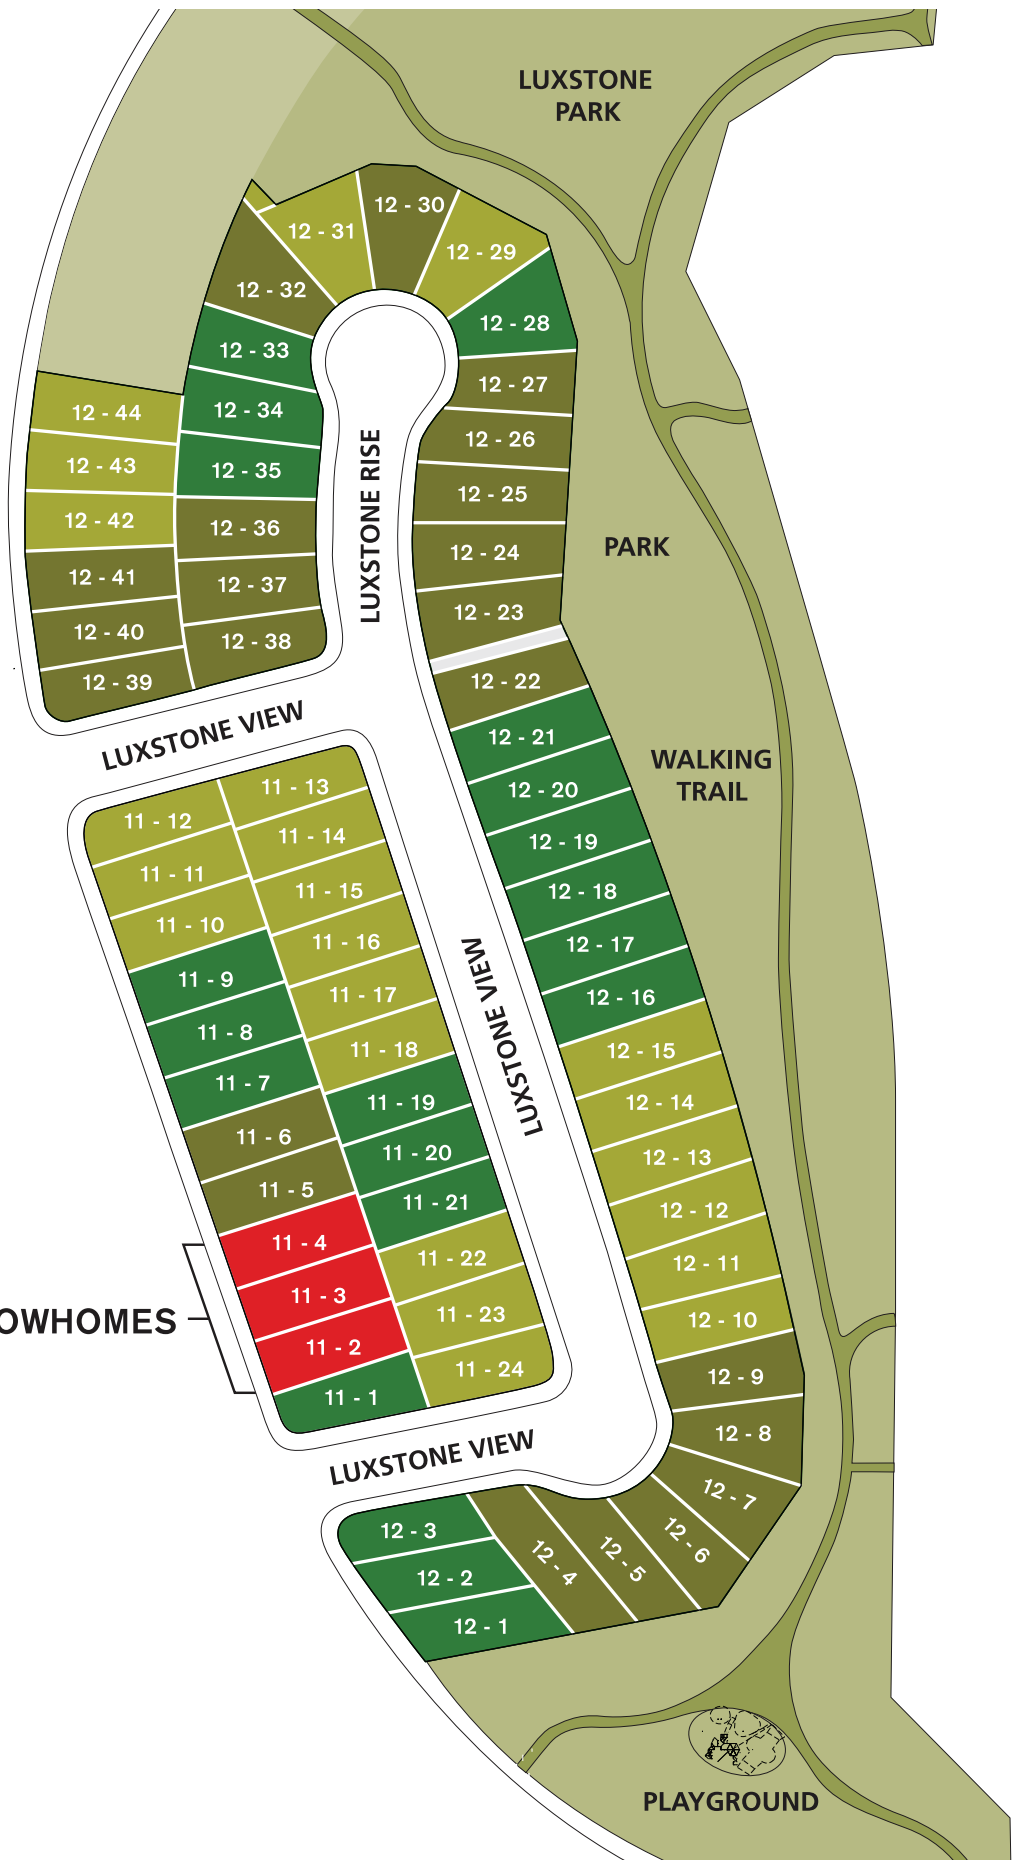 LUXSTONE
PARK
12 - 30
12 - 31
12 - 29
12 - 32
12 - 28
12 - 33
12 - 27
12 - 34
12 - 44
12 - 26
12 - 43
12 - 35
12 - 25
12 - 42
12 - 36
LUXSTONE RISE
PARK
12 - 24
12 - 41
12 - 37
12 - 23
12 - 40
12 - 38
12 - 39
12 - 22
LUXSTONE VIEW
12 - 21
WALKING
TRAIL
11 - 13
12 - 20
11 - 12
11 - 14
12 - 19
11 - 11
11 - 15
12 - 18
11 - 10
11 - 16
12 - 17
11 - 9
11 - 17
12 - 16
11 - 8
LUXSTONE VIEW
11 - 18
12 - 15
11 - 7
11 - 19
12 - 14
11 - 6
11 - 20
12 - 13
11 - 5
11 - 21
12 - 12
11 - 4
11 - 22
12 - 11
11 - 3
11 - 23
12 - 10
OWHOMES
11 - 2
11 - 24
12 - 9
11 - 1
12 - 8
LUXSTONE VIEW
12 - 7
12 - 3
12 - 6
12 - 5
12 - 4
12 - 2
12 - 1
PLAYGROUND